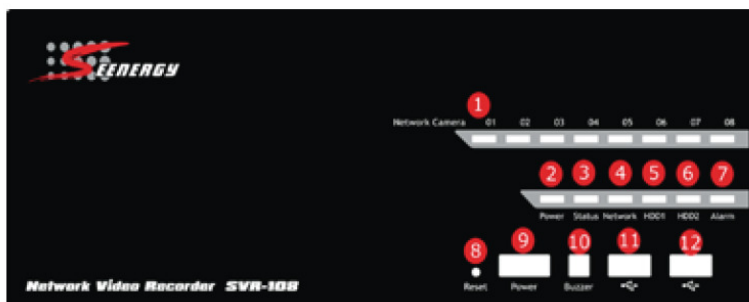 SEENERGY
1
Network Camera 01 02 03 04 05 06 07 08
2 3 4 5 6 7
Power Status Network HDD1 HDD2 Alarm
8 9 10 11 12
Reset Power Buzzer
Network Video Recorder SVR-108